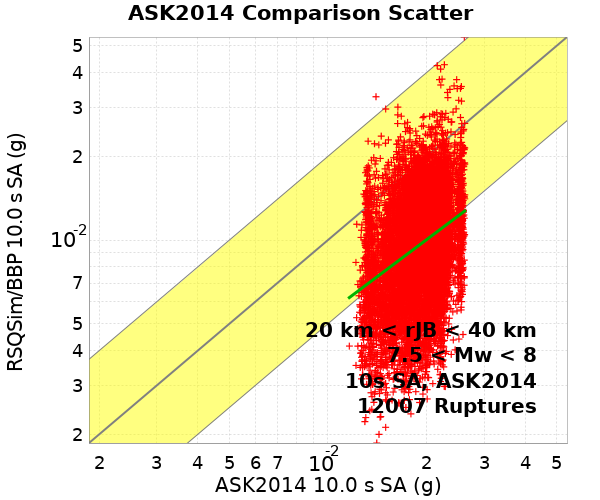 ASK2014 Comparison Scatter
RSQSim/BBP 10.0 s SA (g)
5
4
3
2
10⁻²
7
5
4
3
2
20 km < rJB < 40 km
7.5 < Mw < 8
10s SA, ASK2014
12007 Ruptures
2 3 4 5 6 7 10⁻² 2 3 4 5
ASK2014 10.0 s SA (g)